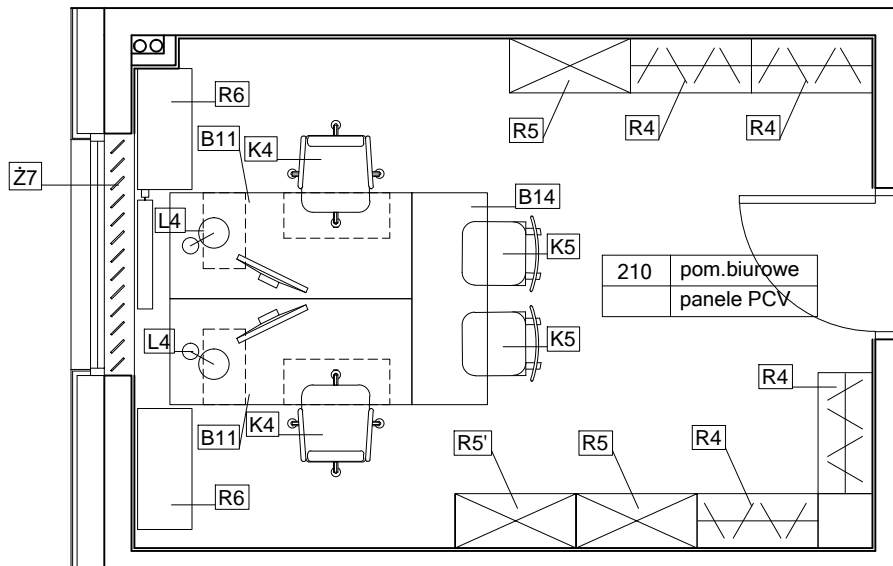 R6
R5
R4
R4
B11
K4
Ż7
B14
L4
K5
210 pom.biurowe
panele PCV
L4
K5
R4
B11
K4
R5'
R5
R4
R6